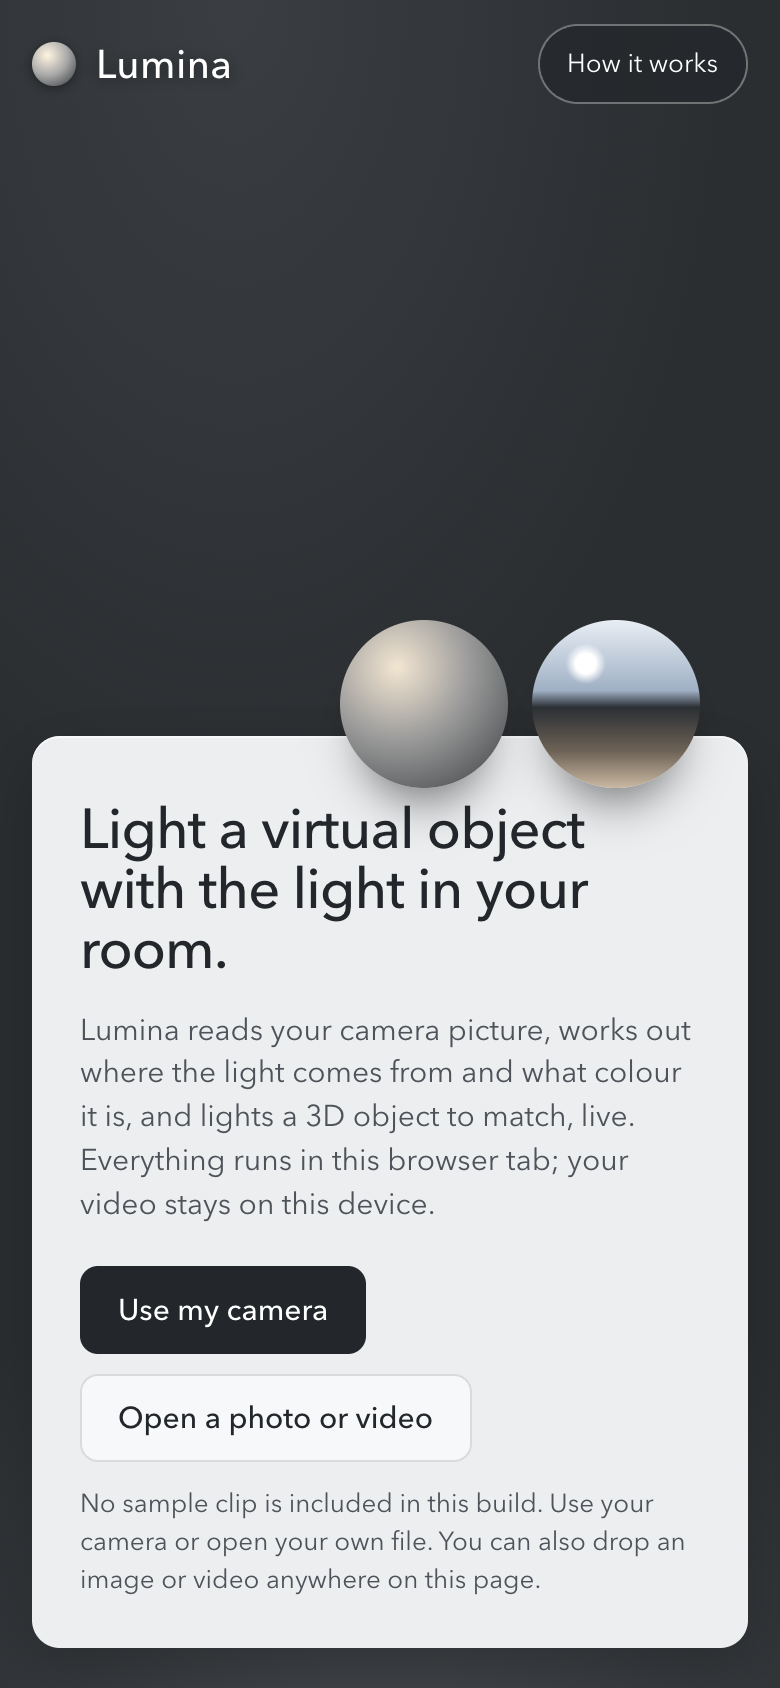 Lumina
How it works
Light a virtual object
with the light in your
room.
Lumina reads your camera picture, works out
where the light comes from and what colour
it is, and lights a 3D object to match, live.
Everything runs in this browser tab; your
video stays on this device.
Use my camera
Open a photo or video
No sample clip is included in this build. Use your
camera or open your own file. You can also drop an
image or video anywhere on this page.